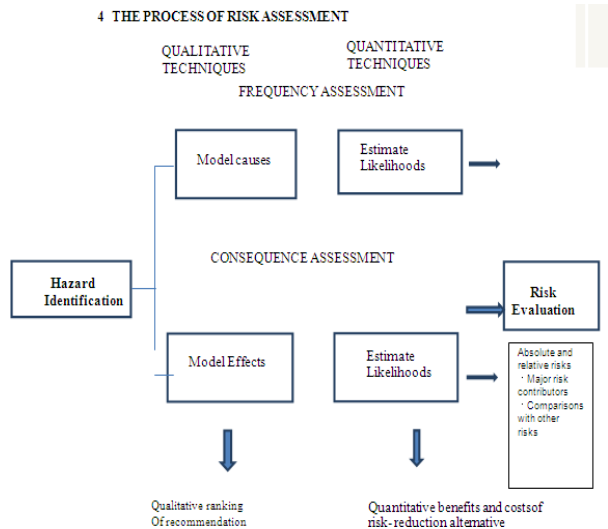 4 THE PROCESS OF RISK ASSESSMENT
QUALITATIVE
TECHNIQUES
QUANTITATIVE
TECHNIQUES
FREQUENCY ASSESSMENT
Model causes
Estimate
Likelihoods
CONSEQUENCE ASSESSMENT
Hazard
Identification
Risk
Evaluation
Model Effects
Estimate
Likelihoods
Absolute and
relative risks
· Major risk
contributors
· Comparisons
with other
risks
Qualitative ranking
Of recommendation
Quantitative benefits and costsof
risk- reduction alternative